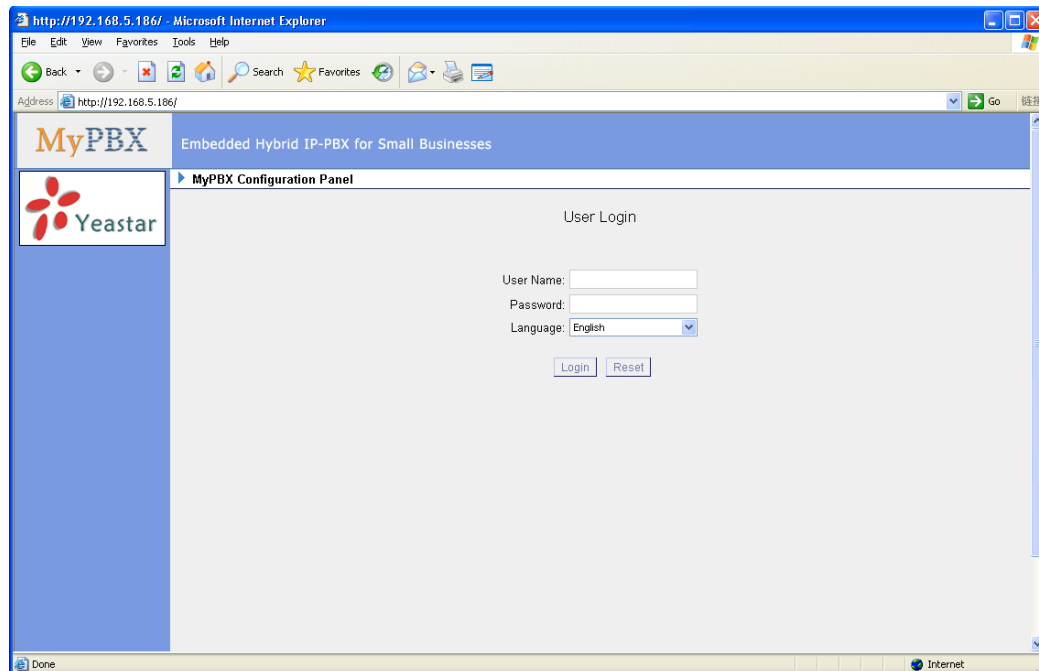 http://192.168.5.186/ - Microsoft Internet Explorer
File Edit View Favorites Tools Help
Back Search Favorites
Address http://192.168.5.186/ Go 链接
MyPBX
Embedded Hybrid IP-PBX for Small Businesses
Yeastar
MyPBX Configuration Panel
User Login
User Name:
Password:
Language: English
Login Reset
Done Internet